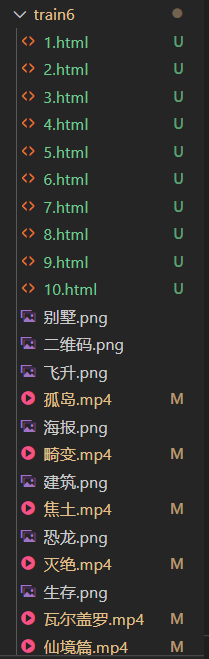 train6
1.html U
2.html U
3.html U
4.html U
5.html U
6.html U
7.html U
8.html U
9.html U
10.html U
别墅.png
二维码.png
飞升.png
孤岛.mp4 M
海报.png
畸变.mp4 M
建筑.png
焦土.mp4 M
恐龙.png
灭绝.mp4 M
生存.png
瓦尔盖罗.mp4 M
仙境篇.mp4 M